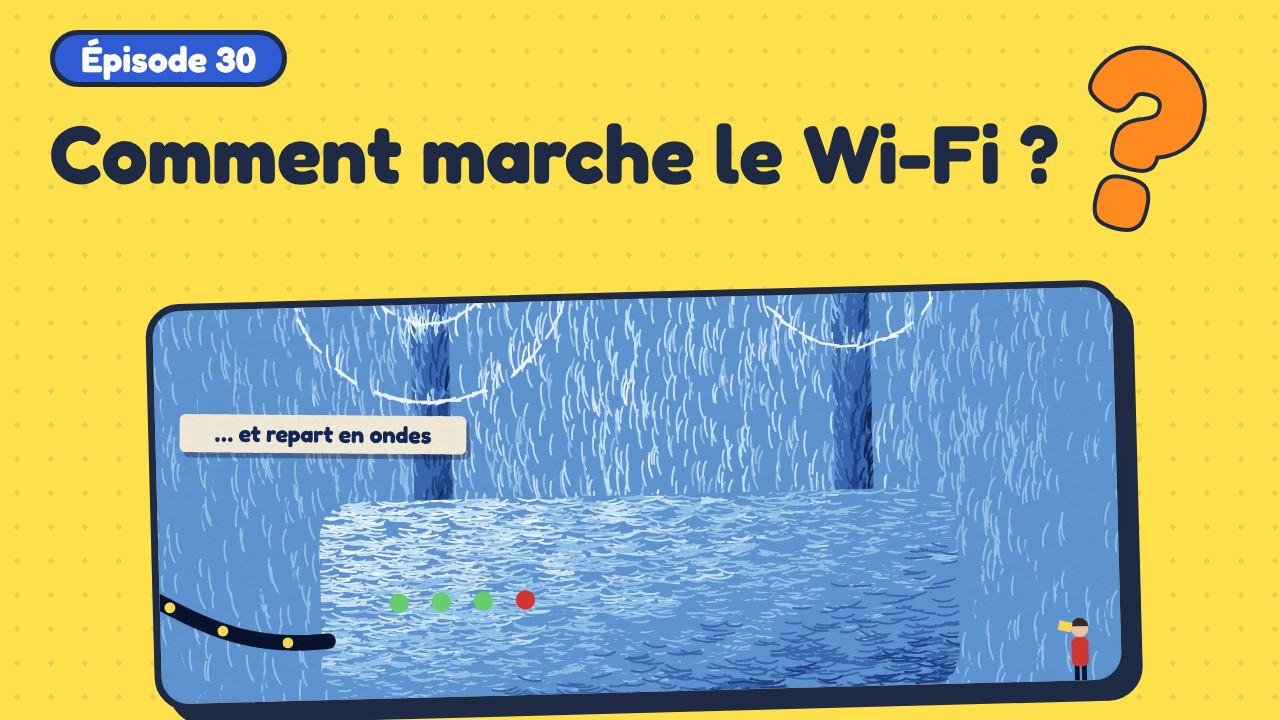 Épisode 30
Comment marche le Wi-Fi ?
?
... et repart en ondes